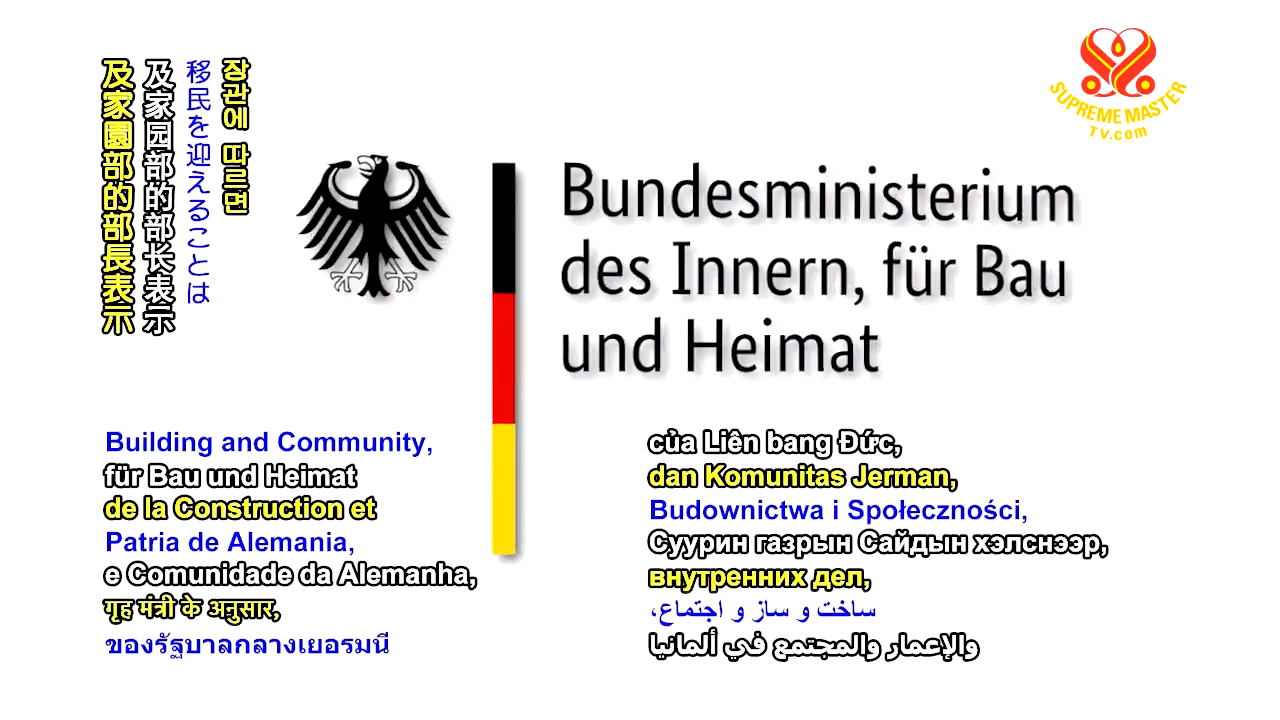 장관에 따르면
移民を迎えることは
及家园部的部长表示
及家園部的部長表示
SUPREME MASTER
TV.com
Bundesministerium
des Innern, für Bau
und Heimat
Building and Community,
für Bau und Heimat
de la Construction et
Patria de Alemania,
e Comunidade da Alemanha,
गृह मंत्री के अनुसार,
ของรัฐบาลกลางเยอรมนี
của Liên bang Đức,
dan Komunitas Jerman,
Budownictwa i Społeczności,
Суурин газрын Сайдын хэлснээр,
внутренних дел,
ساخت و ساز و اجتماع،
والإعمار والمجتمع في ألمانيا